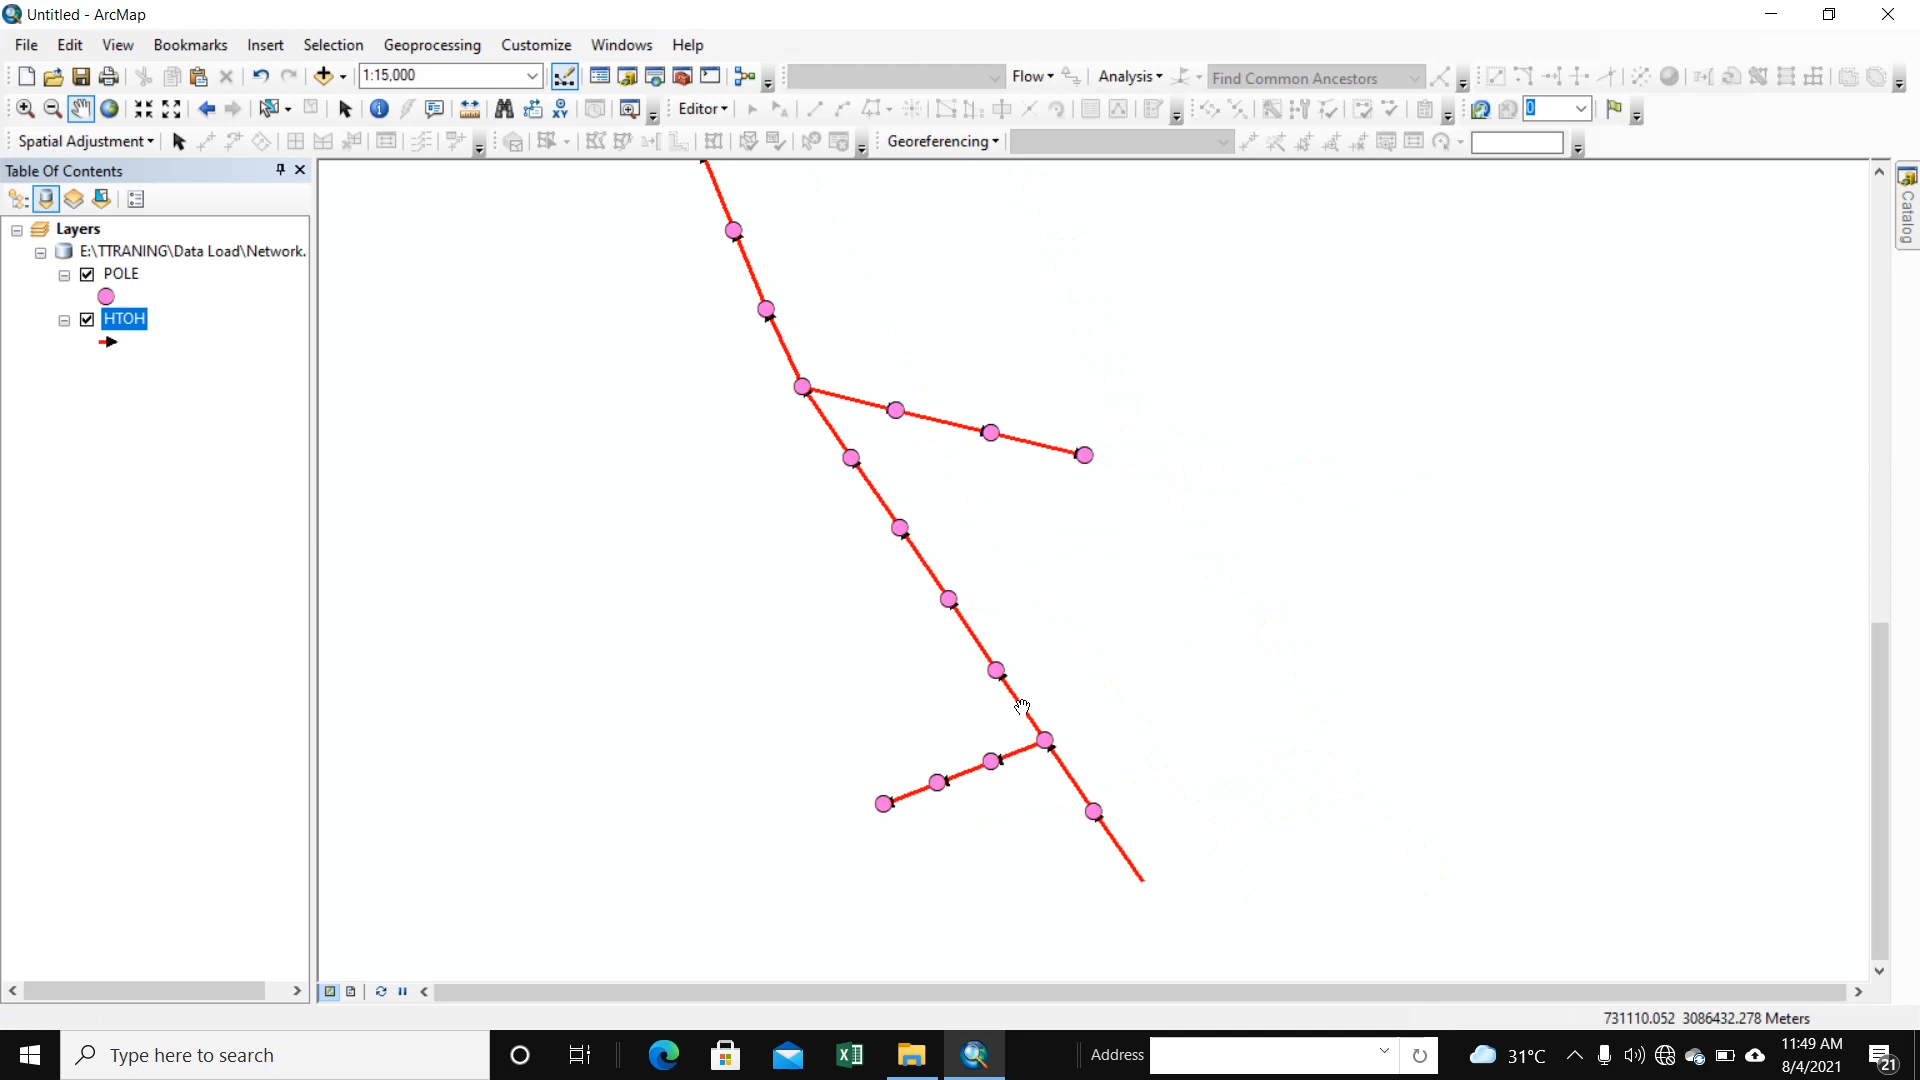 Untitled - ArcMap
File Edit View Bookmarks Insert Selection Geoprocessing Customize Windows Help
1:15,000 Flow Analysis Find Common Ancestors
Editor 0
Spatial Adjustment Georeferencing
Table Of Contents
Layers
E:\TTRANING\Data Load\Network.
POLE
HTOH
Catalog
731110.052 3086432.278 Meters
Type here to search
Address
31°C
11:49 AM
8/4/2021
21